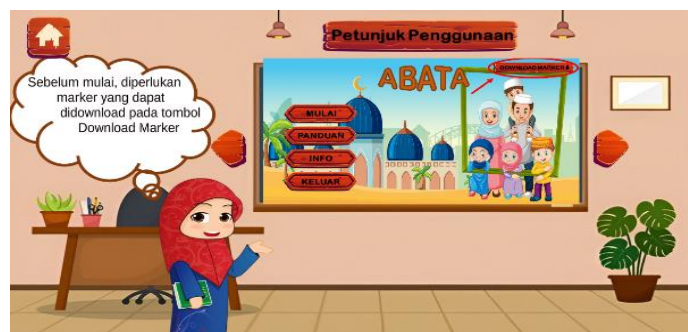 Petunjuk Penggunaan
Sebelum mulai, diperlukan
marker yang dapat
didownload pada tombol
Download Marker
ABATA
DOWNLOAD MARKER
MULAI
PANDUAN
INFO
KELUAR